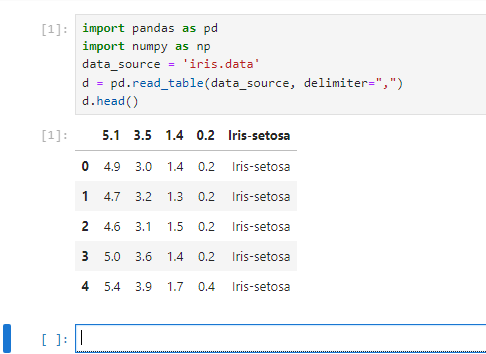 [1]: import pandas as pd
import numpy as np
data_source = 'iris.data'
d = pd.read_table(data_source, delimiter=",")
d.head()
[1]: 5.1 3.5 1.4 0.2 Iris-setosa
0 4.9 3.0 1.4 0.2 Iris-setosa
1 4.7 3.2 1.3 0.2 Iris-setosa
2 4.6 3.1 1.5 0.2 Iris-setosa
3 5.0 3.6 1.4 0.2 Iris-setosa
4 5.4 3.9 1.7 0.4 Iris-setosa
[ ]: